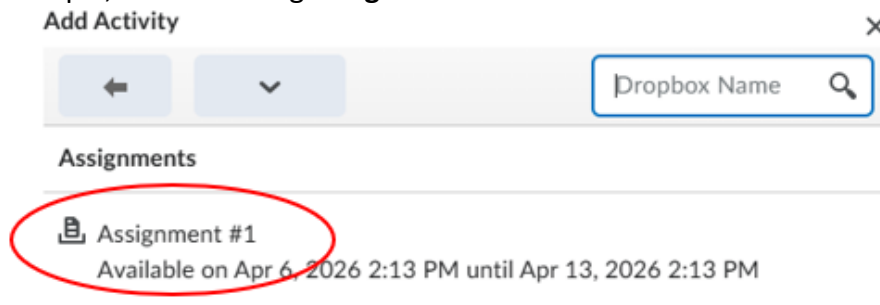 Add Activity
Dropbox Name
Assignments
Assignment #1
Available on Apr 6, 2026 2:13 PM until Apr 13, 2026 2:13 PM